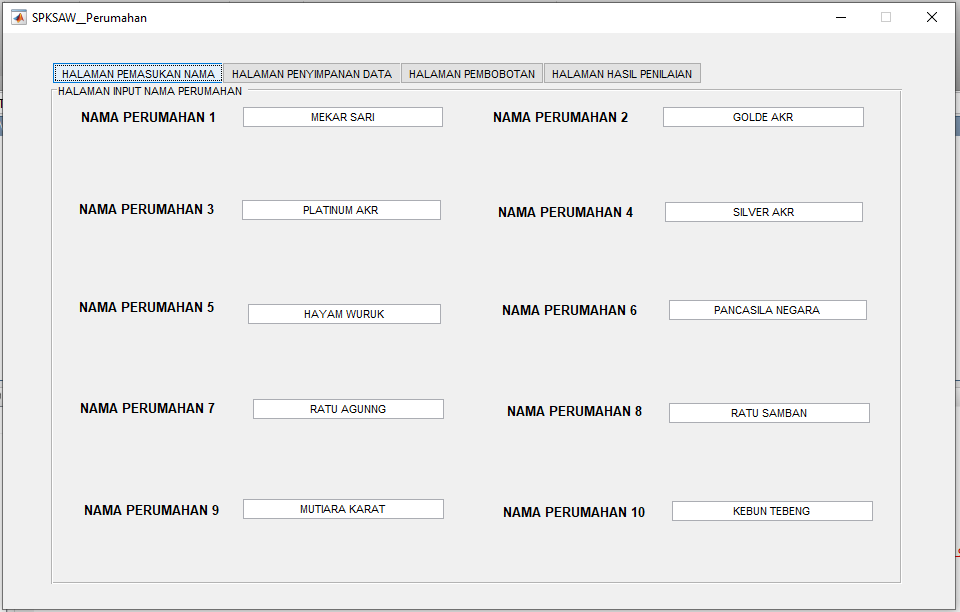 SPKSAW__Perumahan
HALAMAN PEMASUKAN NAMA HALAMAN PENYIMPANAN DATA HALAMAN PEMBOBOTAN HALAMAN HASIL PENILAIAN
HALAMAN INPUT NAMA PERUMAHAN
NAMA PERUMAHAN 1 MEKAR SARI NAMA PERUMAHAN 2 GOLDE AKR
NAMA PERUMAHAN 3 PLATINUM AKR NAMA PERUMAHAN 4 SILVER AKR
NAMA PERUMAHAN 5 HAYAM WURUK NAMA PERUMAHAN 6 PANCASILA NEGARA
NAMA PERUMAHAN 7 RATU AGUNNG NAMA PERUMAHAN 8 RATU SAMBAN
NAMA PERUMAHAN 9 MUTIARA KARAT NAMA PERUMAHAN 10 KEBUN TEBENG